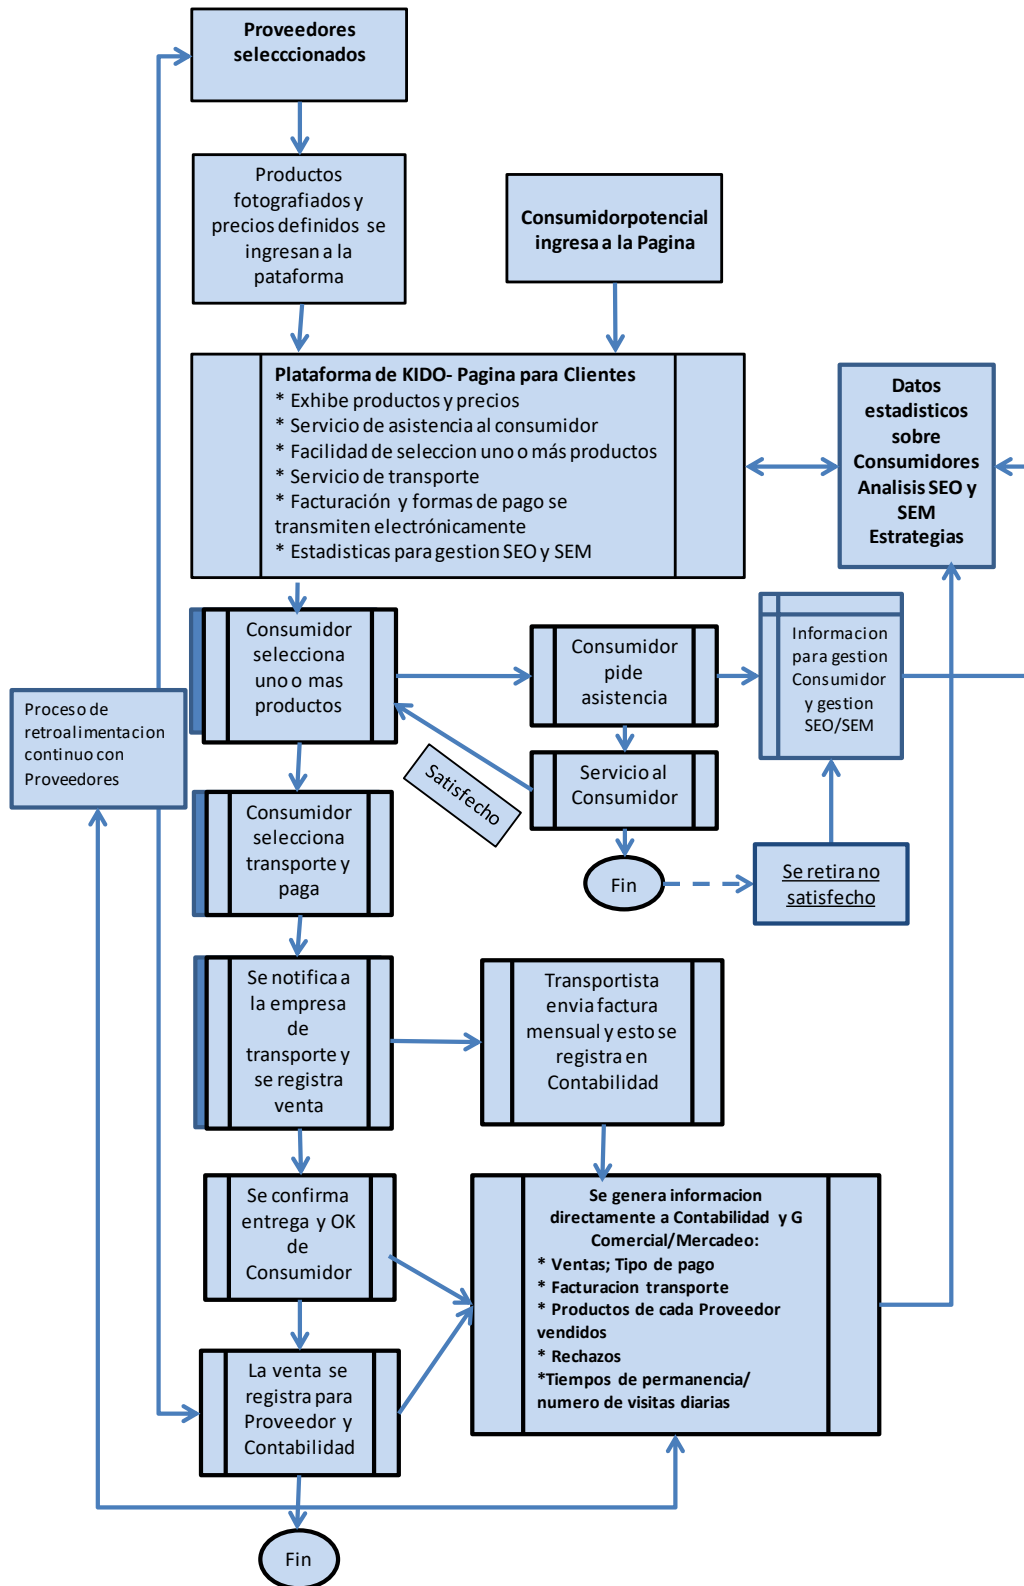 Proveedores
selecccionados
Productos
fotografiados y
precios definidos se
ingresan a la
pataforma
Consumidorpotencial
ingresa a la Pagina
Plataforma de KIDO- Pagina para Clientes
* Exhibe productos y precios
* Servicio de asistencia al consumidor
* Facilidad de seleccion uno o más productos
* Servicio de transporte
* Facturación y formas de pago se
transmiten electrónicamente
* Estadisticas para gestion SEO y SEM
Datos
estadisticos
sobre
Consumidores
Analisis SEO y
SEM
Estrategias
Consumidor
selecciona
uno o mas
productos
Consumidor
pide
asistencia
Informacion
para gestion
Consumidor
y gestion
SEO/SEM
Proceso de
retroalimentacion
continuo con
Proveedores
Satisfecho
Servicio al
Consumidor
Consumidor
selecciona
transporte y
paga
Fin
Se retira no
satisfecho
Se notifica a
la empresa
de
transporte y
se registra
venta
Transportista
envia factura
mensual y esto se
registra en
Contabilidad
Se confirma
entrega y OK
de
Consumidor
Se genera informacion
directamente a Contabilidad y G
Comercial/Mercadeo:
* Ventas; Tipo de pago
* Facturacion transporte
* Productos de cada Proveedor
vendidos
* Rechazos
*Tiempos de permanencia/
numero de visitas diarias
La venta se
registra para
Proveedor y
Contabilidad
Fin